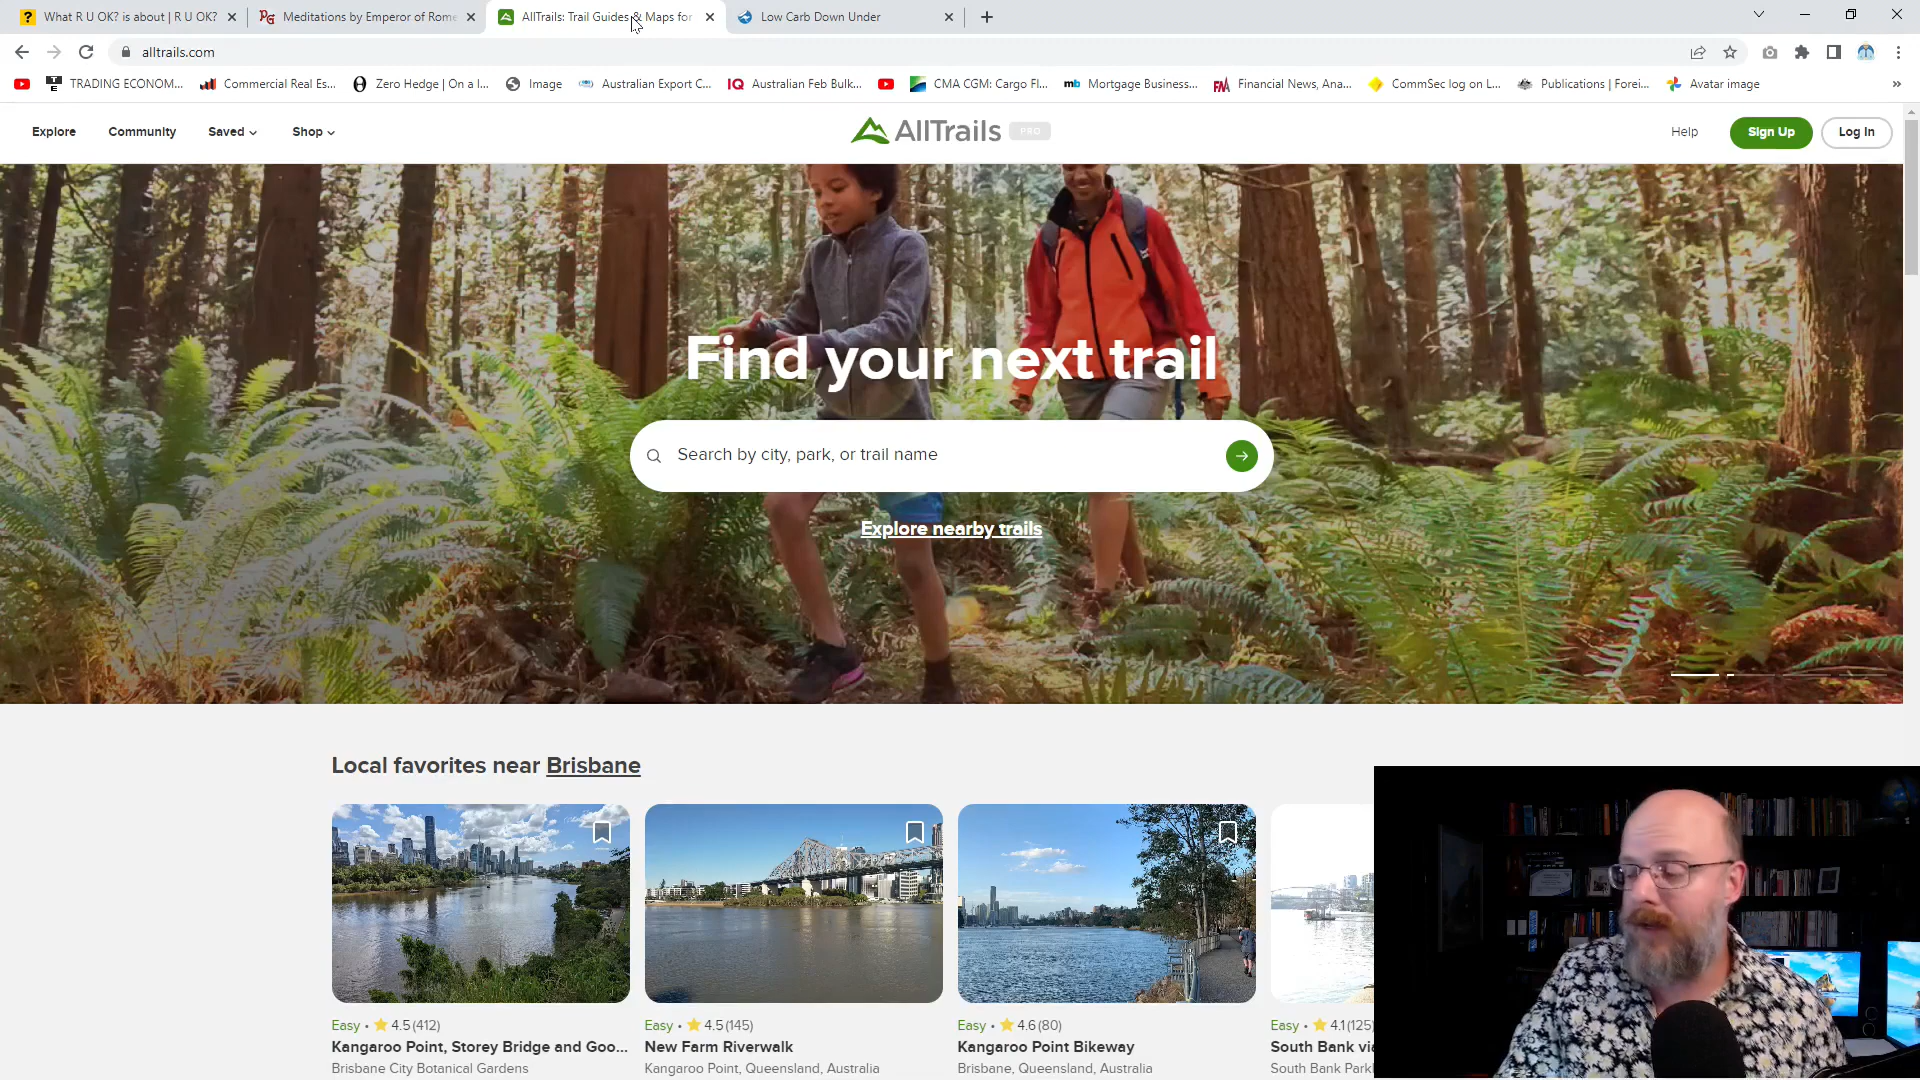 What R U OK? is about | R U OK?
Meditations by Emperor of Rome
AllTrails: Trail Guides & Maps for
Low Carb Down Under
alltrails.com
TRADING ECONOM...
Commercial Real Es...
Zero Hedge | On a l...
Image
Australian Export C...
Australian Feb Bulk...
CMA CGM: Cargo Fl...
Mortgage Business...
Financial News, Ana...
CommSec log on L...
Publications | Forei...
Avatar image
Explore
Community
Saved
Shop
AllTrails PRO
Help
Sign Up
Log In
Find your next trail
Search by city, park, or trail name
Explore nearby trails
Local favorites near Brisbane
Easy • 4.5 (412)
Kangaroo Point, Storey Bridge and Goo...
Brisbane City Botanical Gardens
Easy • 4.5 (145)
New Farm Riverwalk
Kangaroo Point, Queensland, Australia
Easy • 4.6 (80)
Kangaroo Point Bikeway
Brisbane, Queensland, Australia
Easy • 4.1 (125)
South Bank via
South Bank Park